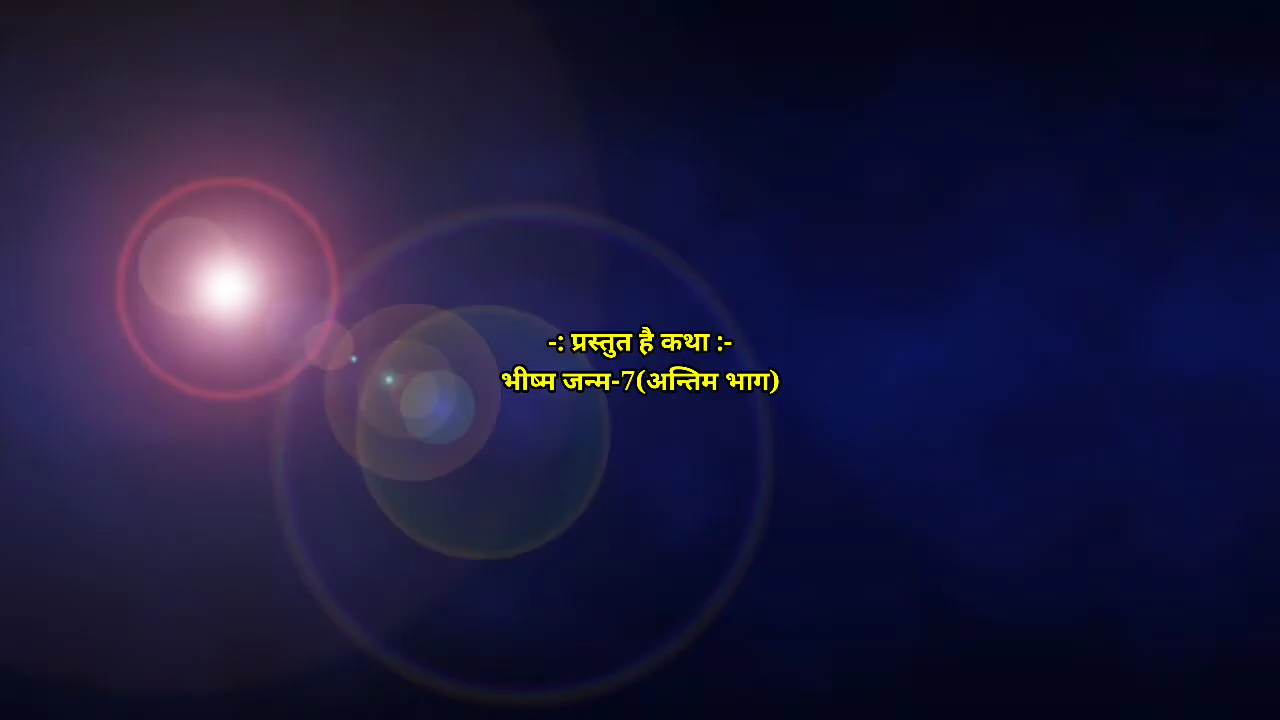 -: प्रस्तुत है कथा :-
भीष्म जन्म-7(अन्तिम भाग)